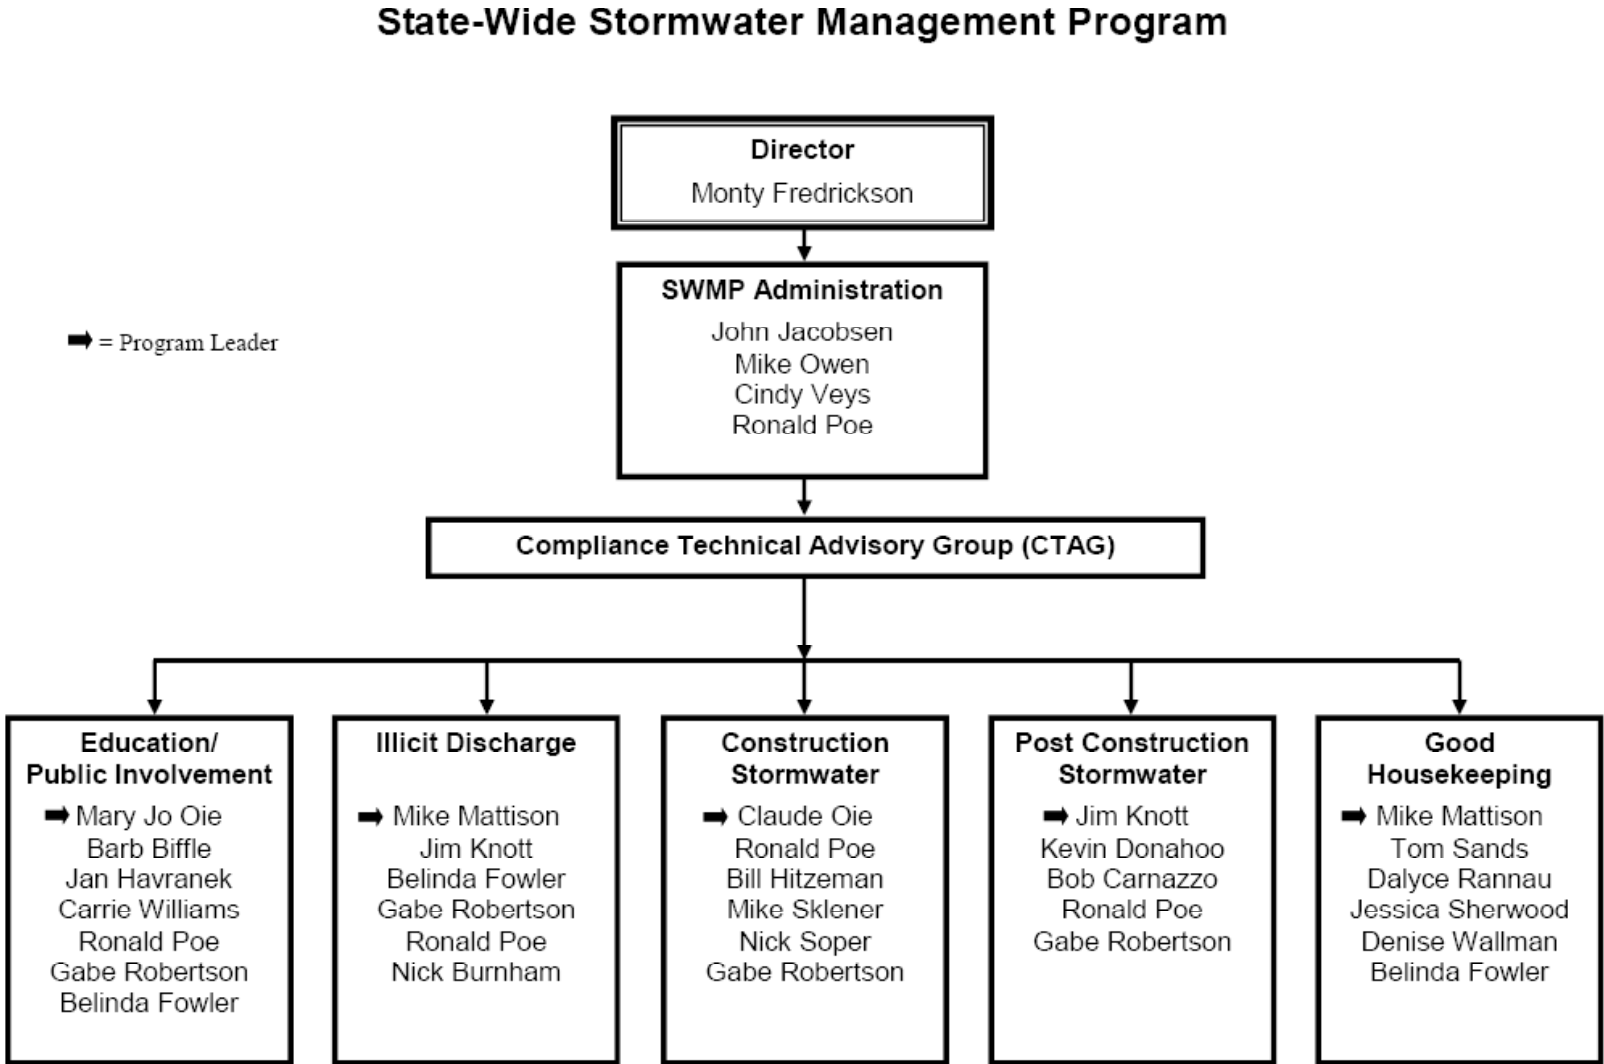 State-Wide Stormwater Management Program
Director
Monty Fredrickson
SWMP Administration
John Jacobsen
Mike Owen
Cindy Veys
Ronald Poe
= Program Leader
Compliance Technical Advisory Group (CTAG)
Education/
Public Involvement
Mary Jo Oie
Barb Biffle
Jan Havranek
Carrie Williams
Ronald Poe
Gabe Robertson
Belinda Fowler
Illicit Discharge
Mike Mattison
Jim Knott
Belinda Fowler
Gabe Robertson
Ronald Poe
Nick Burnham
Construction
Stormwater
Claude Oie
Ronald Poe
Bill Hitzeman
Mike Sklener
Nick Soper
Gabe Robertson
Post Construction
Stormwater
Jim Knott
Kevin Donahoo
Bob Carnazzo
Ronald Poe
Gabe Robertson
Good
Housekeeping
Mike Mattison
Tom Sands
Dalyce Rannau
Jessica Sherwood
Denise Wallman
Belinda Fowler